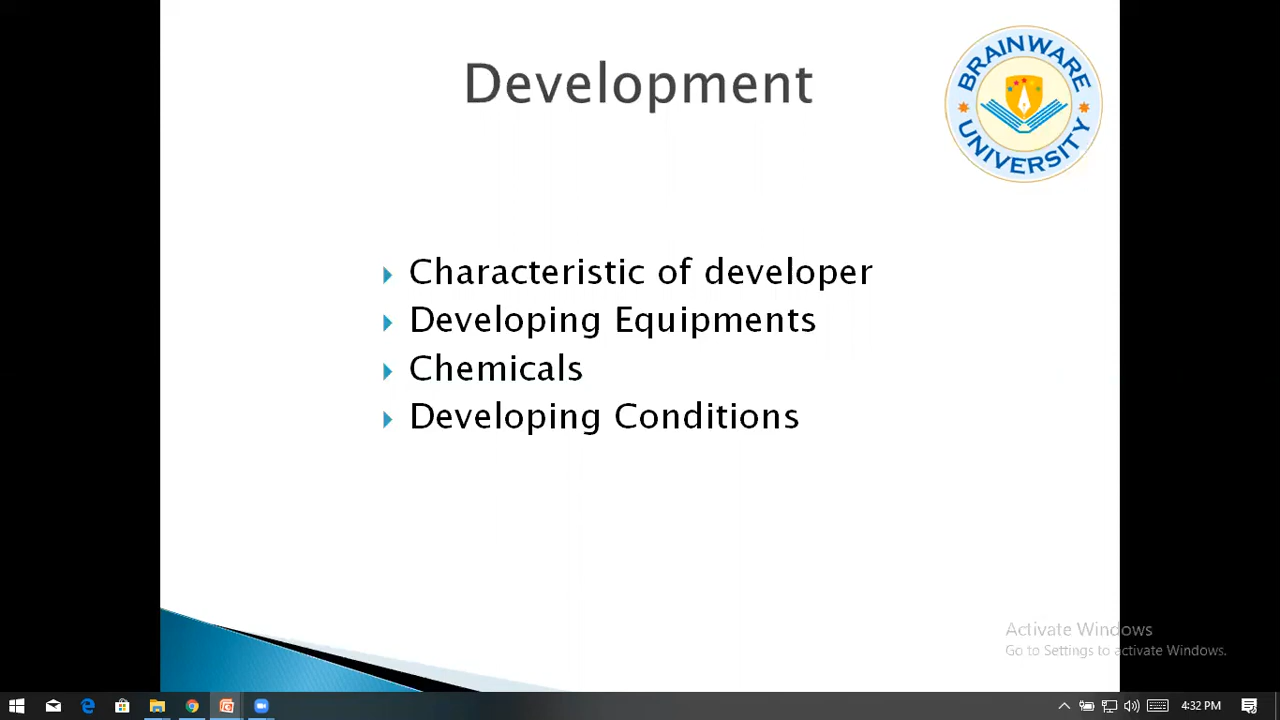 Development
BRAINWARE
UNIVERSITY
Characteristic of developer
Developing Equipments
Chemicals
Developing Conditions
Activate Windows
Go to Settings to activate Windows.
4:32 PM